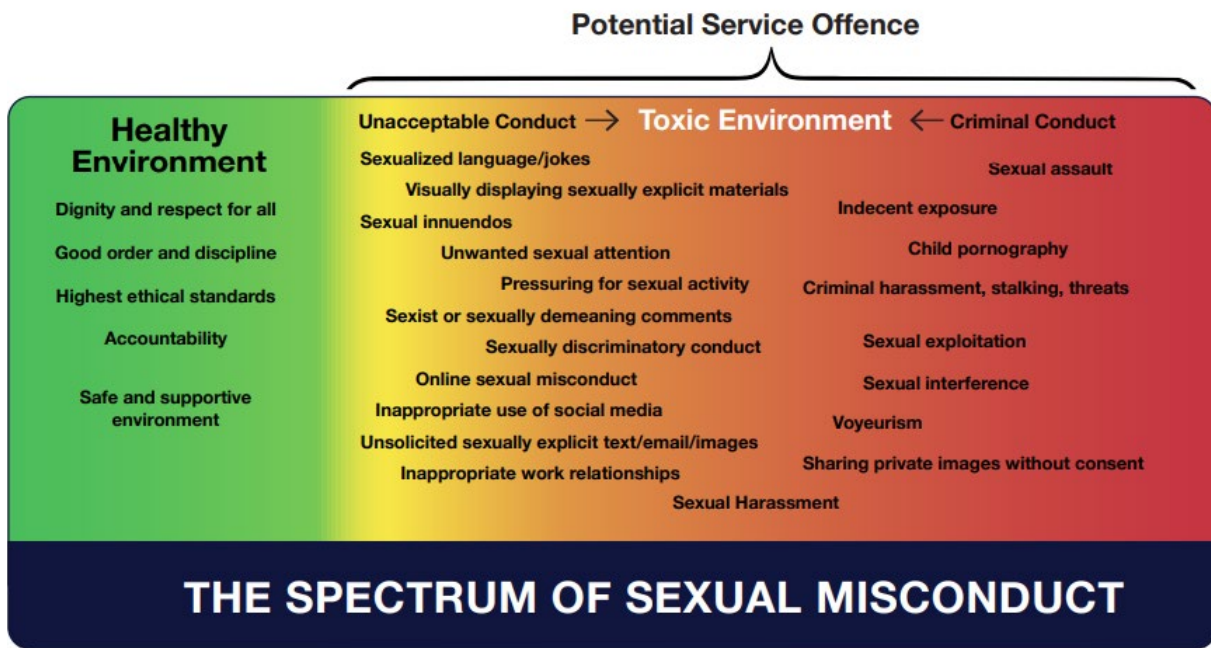 Potential Service Offence
Healthy
Environment
Dignity and respect for all
Good order and discipline
Highest ethical standards
Accountability
Safe and supportive
environment
Unacceptable Conduct → Toxic Environment ← Criminal Conduct
Sexualized language/jokes
Visually displaying sexually explicit materials
Sexual innuendos
Unwanted sexual attention
Pressuring for sexual activity
Sexist or sexually demeaning comments
Sexually discriminatory conduct
Online sexual misconduct
Inappropriate use of social media
Unsolicited sexually explicit text/email/images
Inappropriate work relationships
Sexual Harassment
Sexual assault
Indecent exposure
Child pornography
Criminal harassment, stalking, threats
Sexual exploitation
Sexual interference
Voyeurism
Sharing private images without consent
THE SPECTRUM OF SEXUAL MISCONDUCT